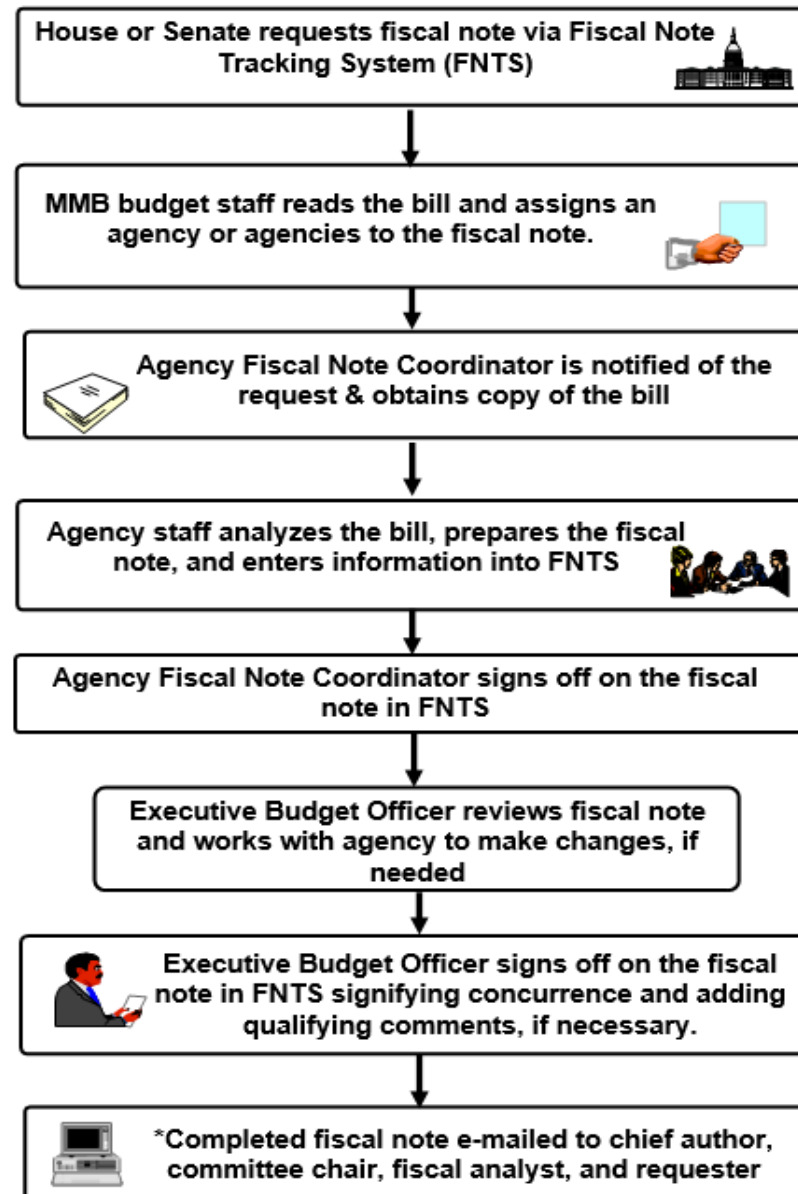 House or Senate requests fiscal note via Fiscal Note
Tracking System (FNTS)
MMB budget staff reads the bill and assigns an
agency or agencies to the fiscal note.
Agency Fiscal Note Coordinator is notified of the
request & obtains copy of the bill
Agency staff analyzes the bill, prepares the fiscal
note, and enters information into FNTS
Agency Fiscal Note Coordinator signs off on the fiscal
note in FNTS
Executive Budget Officer reviews fiscal note
and works with agency to make changes, if
needed
Executive Budget Officer signs off on the fiscal
note in FNTS signifying concurrence and adding
qualifying comments, if necessary.
*Completed fiscal note e-mailed to chief author,
committee chair, fiscal analyst, and requester